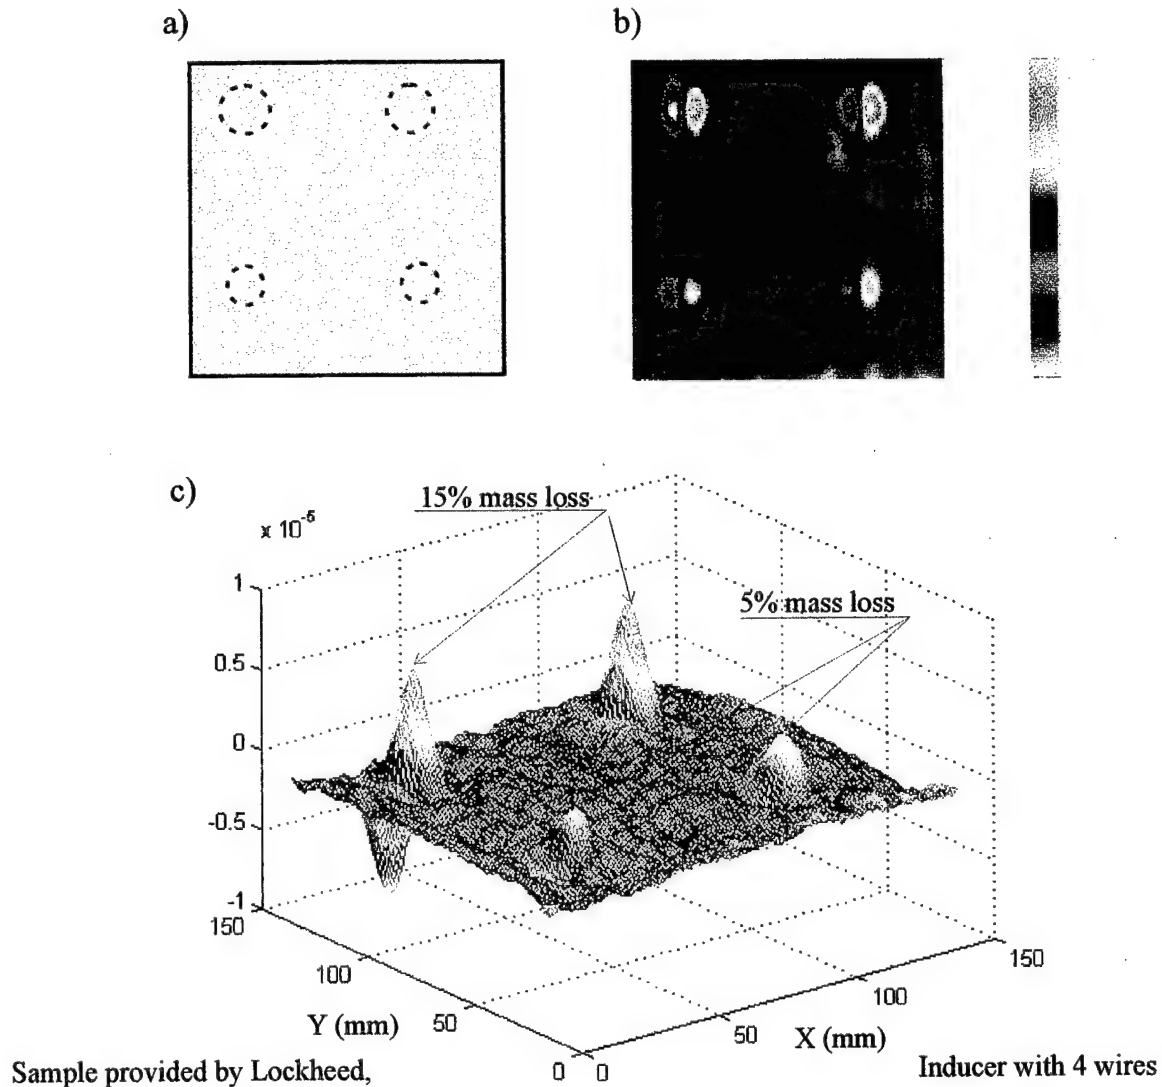 a)
b)
c)
15% mass loss
x 10^-5
1
5% mass loss
0.5
0
-0.5
-1
150
100
50
0
0
50
100
150
Y (mm)
X (mm)
Sample provided by Lockheed,
Inducer with 4 wires